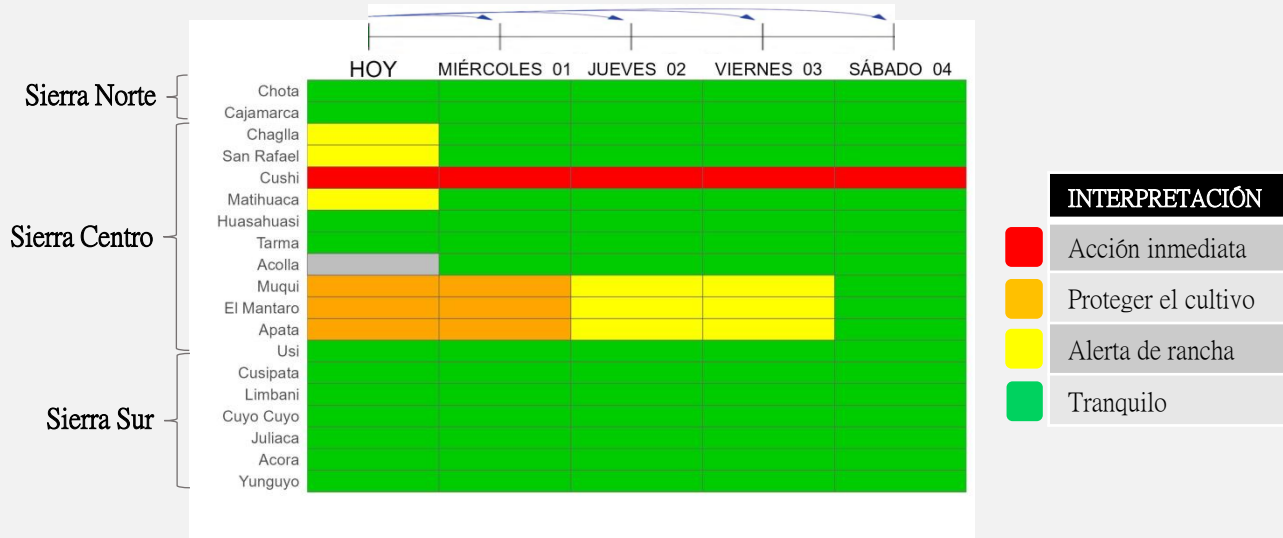 HOY MIÉRCOLES 01 JUEVES 02 VIERNES 03 SÁBADO 04
Sierra Norte
Chota
Cajamarca
Sierra Centro
Chaglla
San Rafael
Cushi
Matihuaca
Huasahuasi
Tarma
Acolla
Muqui
El Mantaro
Apata
Sierra Sur
Usi
Cusipata
Limbani
Cuyo Cuyo
Juliaca
Acora
Yunguyo
INTERPRETACIÓN
Acción inmediata
Proteger el cultivo
Alerta de rancha
Tranquilo